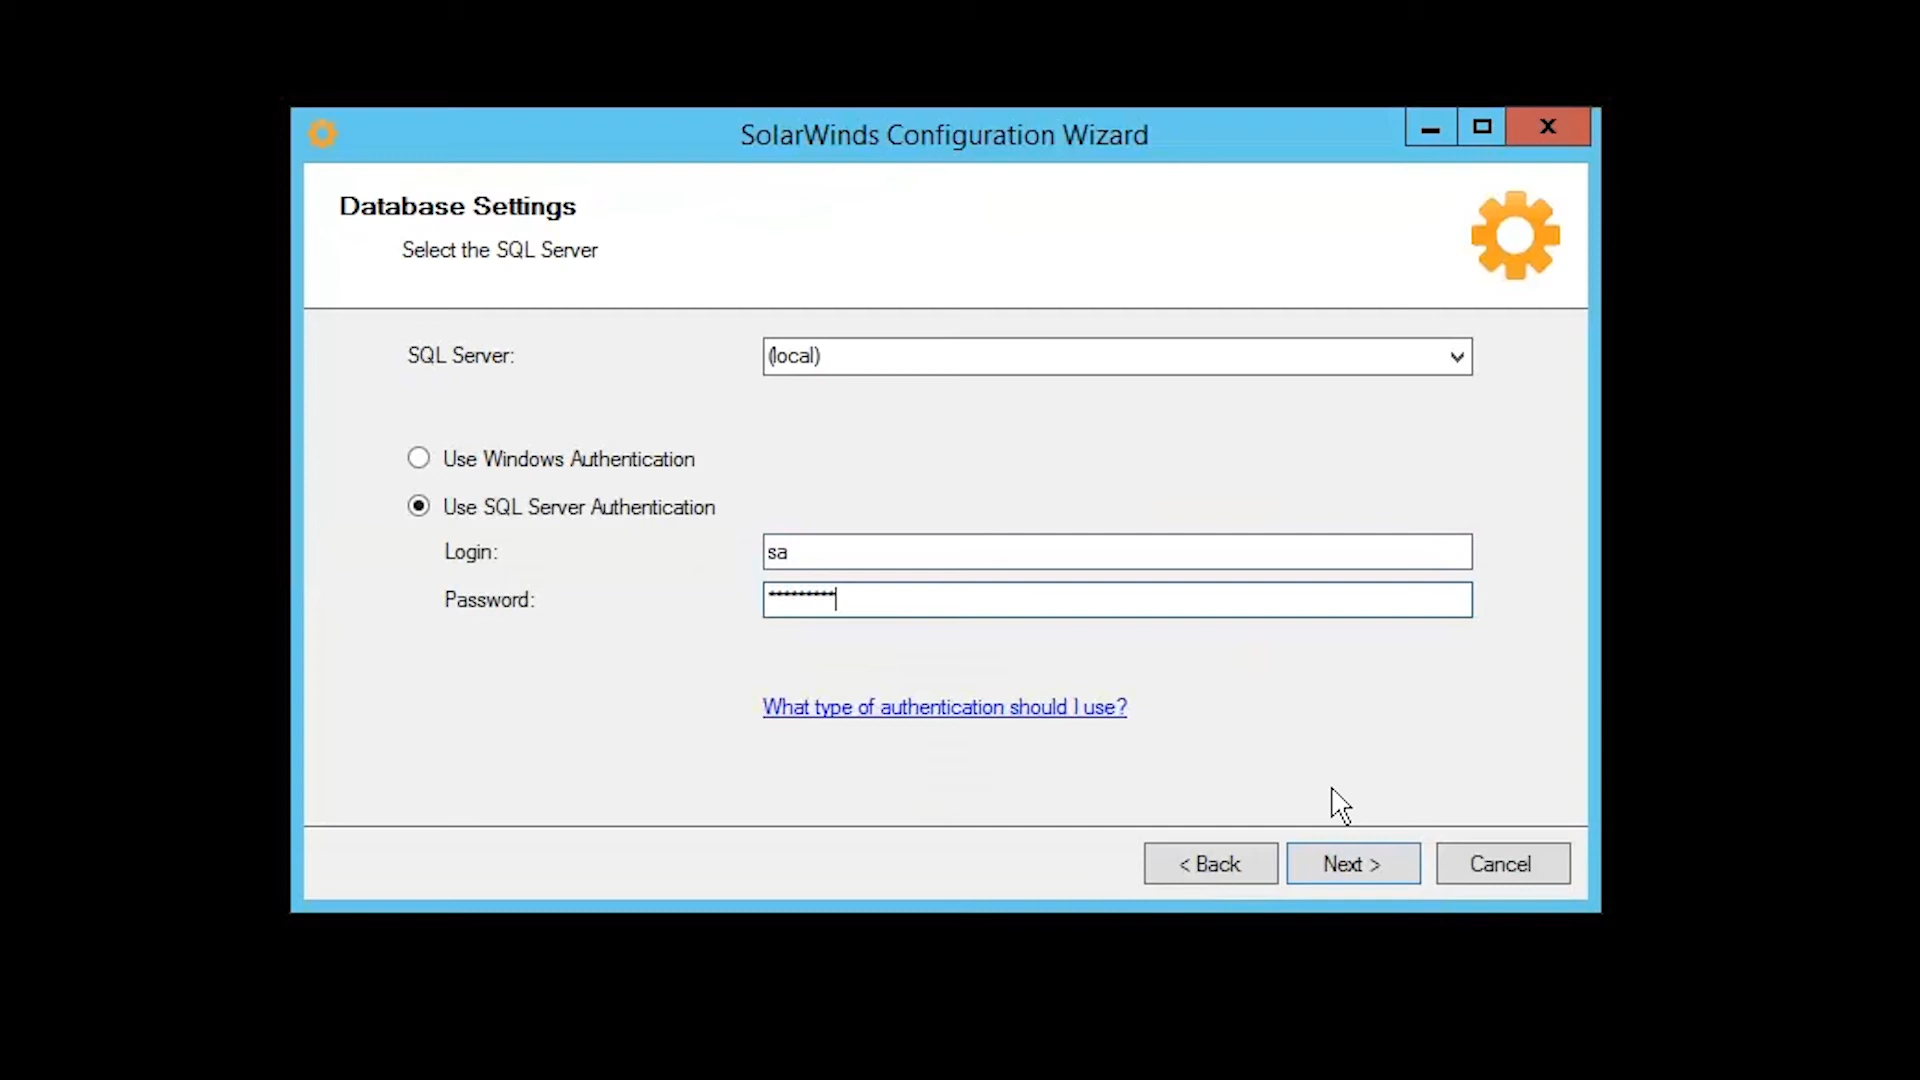 SolarWinds Configuration Wizard
Database Settings
Select the SQL Server
SQL Server:
(local)
Use Windows Authentication
Use SQL Server Authentication
Login:
sa
Password:
*********
What type of authentication should I use?
< Back
Next >
Cancel